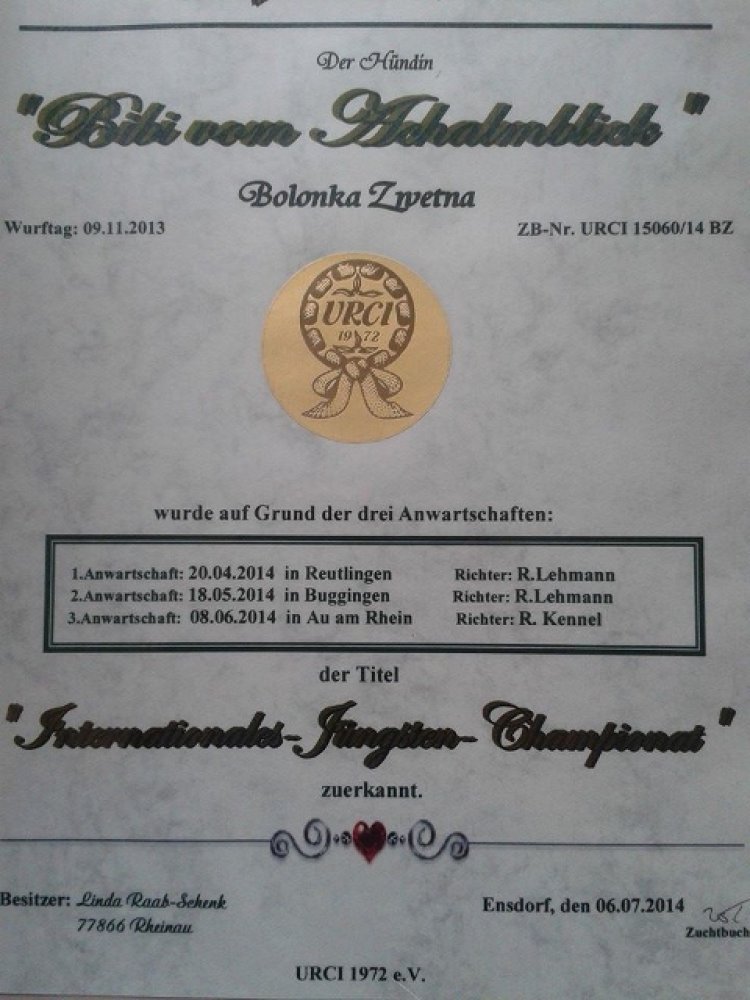 Der Hündin
"Bibi vom Achalmblick"
Bolonka Zwetna
Wurftag: 09.11.2013 ZB-Nr. URCI 15060/14 BZ
URCI
1972
wurde auf Grund der drei Anwartschaften:
1.Anwartschaft: 20.04.2014 in Reutlingen Richter: R.Lehmann
2.Anwartschaft: 18.05.2014 in Buggingen Richter: R.Lehmann
3.Anwartschaft: 08.06.2014 in Au am Rhein Richter: R. Kennel
der Titel
"Internationales-Jüngsten-Championat"
zuerkannt.
Besitzer: Linda Raab-Schenk Ensdorf, den 06.07.2014
77866 Rheinau Zuchtbuch
URCI 1972 e.V.